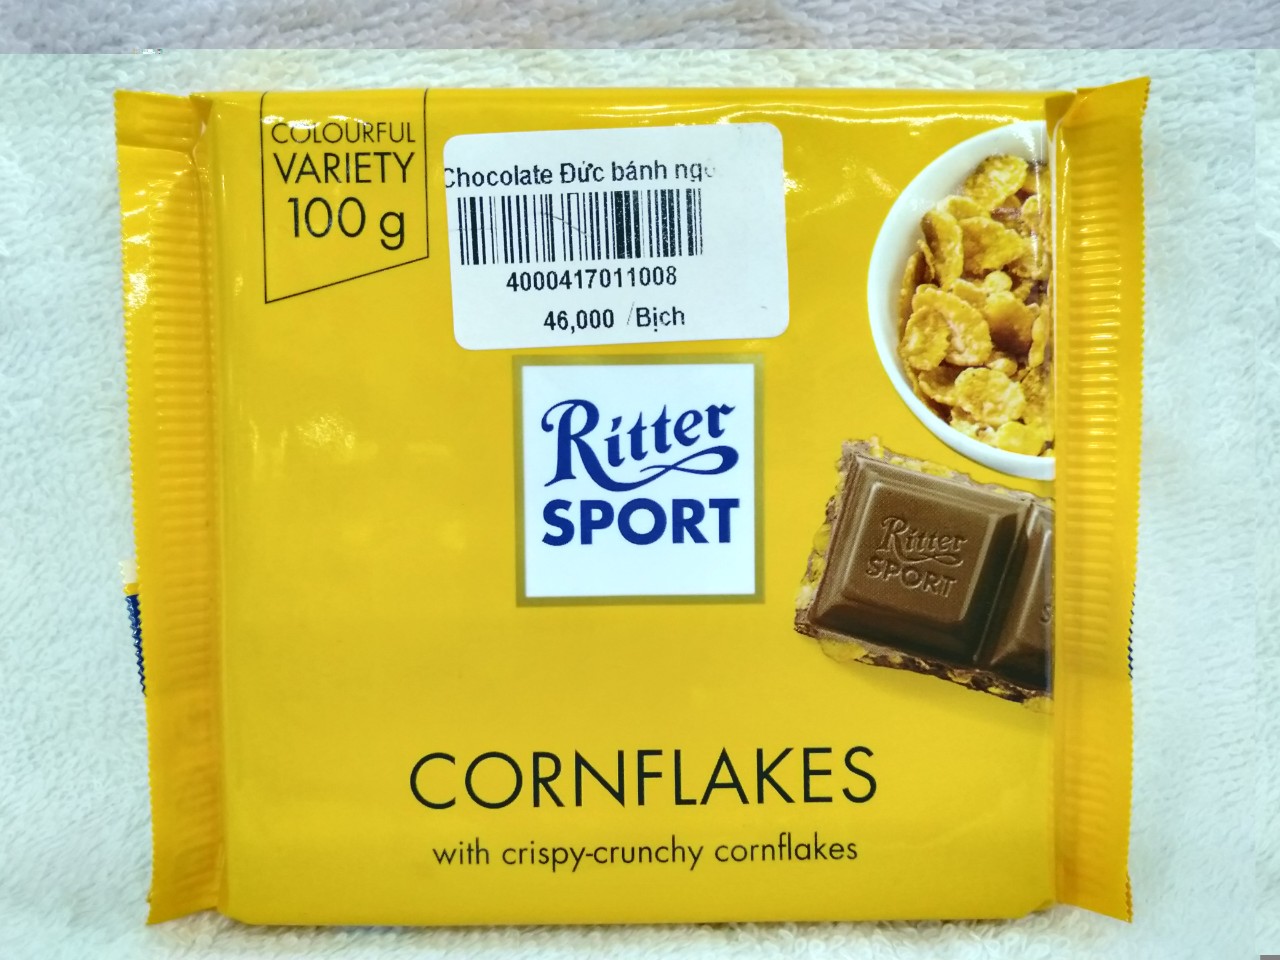 COLOURFUL
VARIETY
100 g
Chocolate Đức bánh
4000417011008
46,000 /Bịch
Ritter
SPORT
Ritter
SPORT
CORNFLAKES
with crispy-crunchy cornflakes